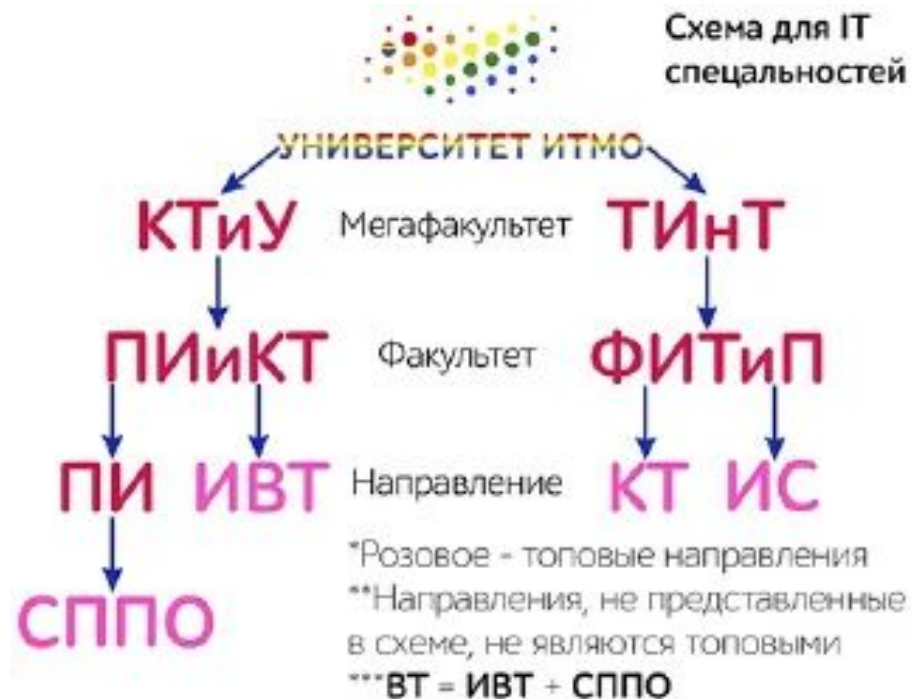 Схема для IT
спецальностей
УНИВЕРСИТЕТ ИТМО
КТиУ Мегафакультет ТИнТ
ПИиКТ Факультет ФИТиП
ПИ ИВТ Направление КТ ИС
*Розовое - топовые направления
СППО
**Направления, не представленные
в схеме, не являются топовыми
***ВТ = ИВТ + СППО